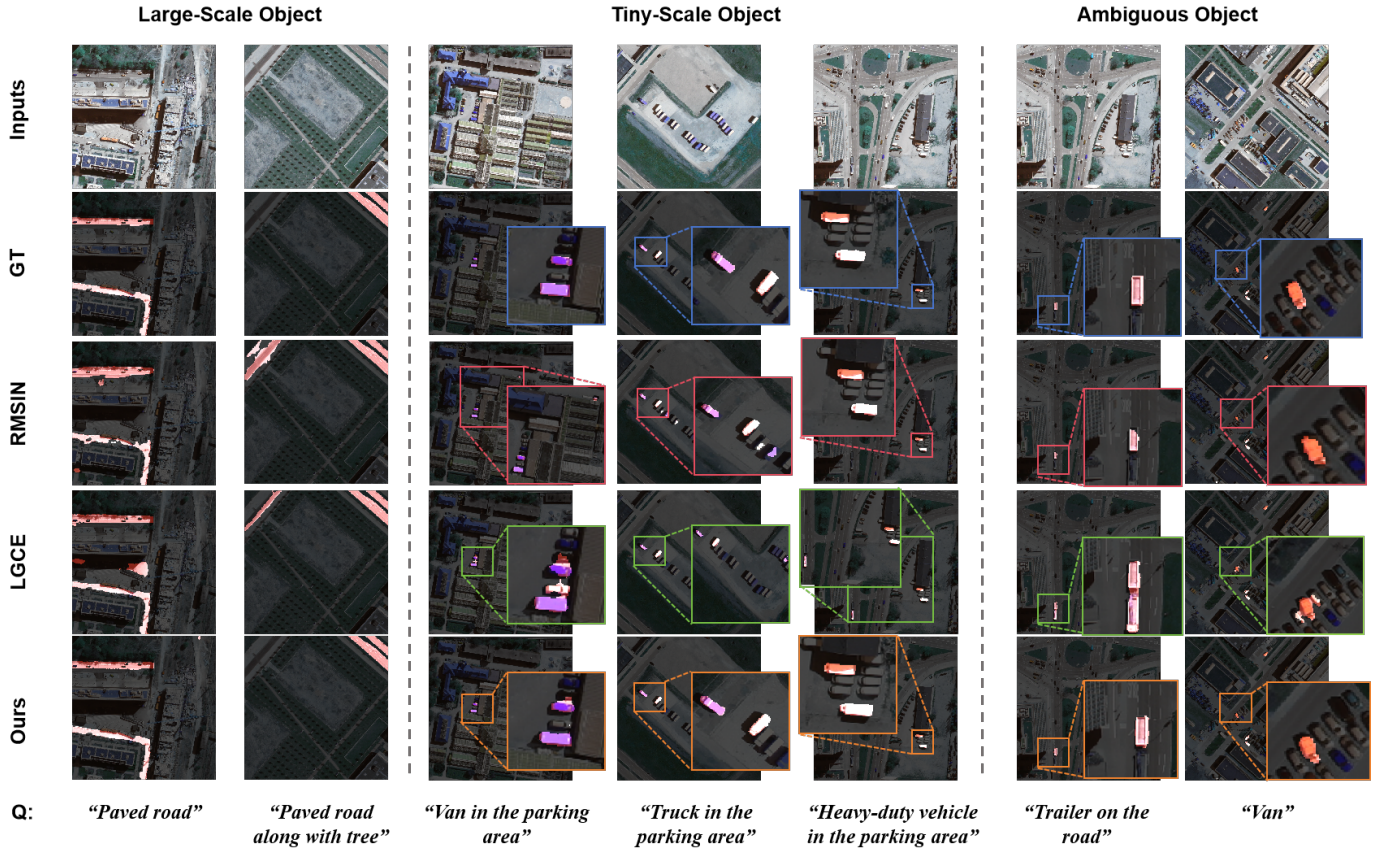 Large-Scale Object
Tiny-Scale Object
Ambiguous Object
Inputs
GT
RMSIN
LGCE
Ours
Q:
"Paved road"
"Paved road
along with tree"
"Van in the parking
area"
"Truck in the
parking area"
"Heavy-duty vehicle
in the parking area"
"Trailer on the
road"
"Van"